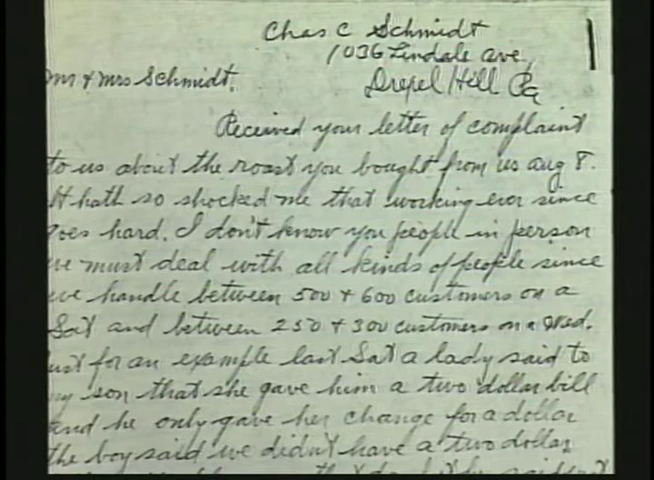 Chas C Schmidt
1036 Lindale ave,
Drexel Hill Pa
mr + mrs Schmidt.
Received your letter of complaint
to us about the roast you bought from us aug 8.
It hath so shocked me that working ever since
goes hard. I don't know you people in person
we must deal with all kinds of people since
we handle between 500 + 600 customers on a
Sat and between 250 + 300 customers on a Wed.
Just for an example last Sat a lady said to
my son that she gave him a two dollar bill
and he only gave her change for a dollar
the boy said we didn't have a two dollar